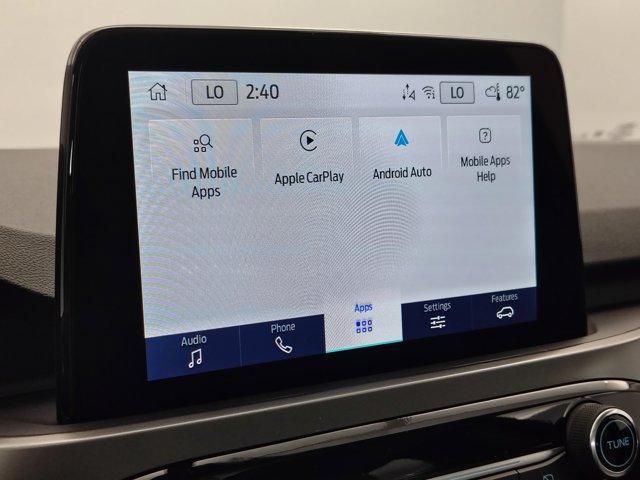 LO 2:40 LO 82°
Find Mobile
Apps
Apple CarPlay
Android Auto
Mobile Apps
Help
Audio
Phone
Apps
Settings
Features
TUNE